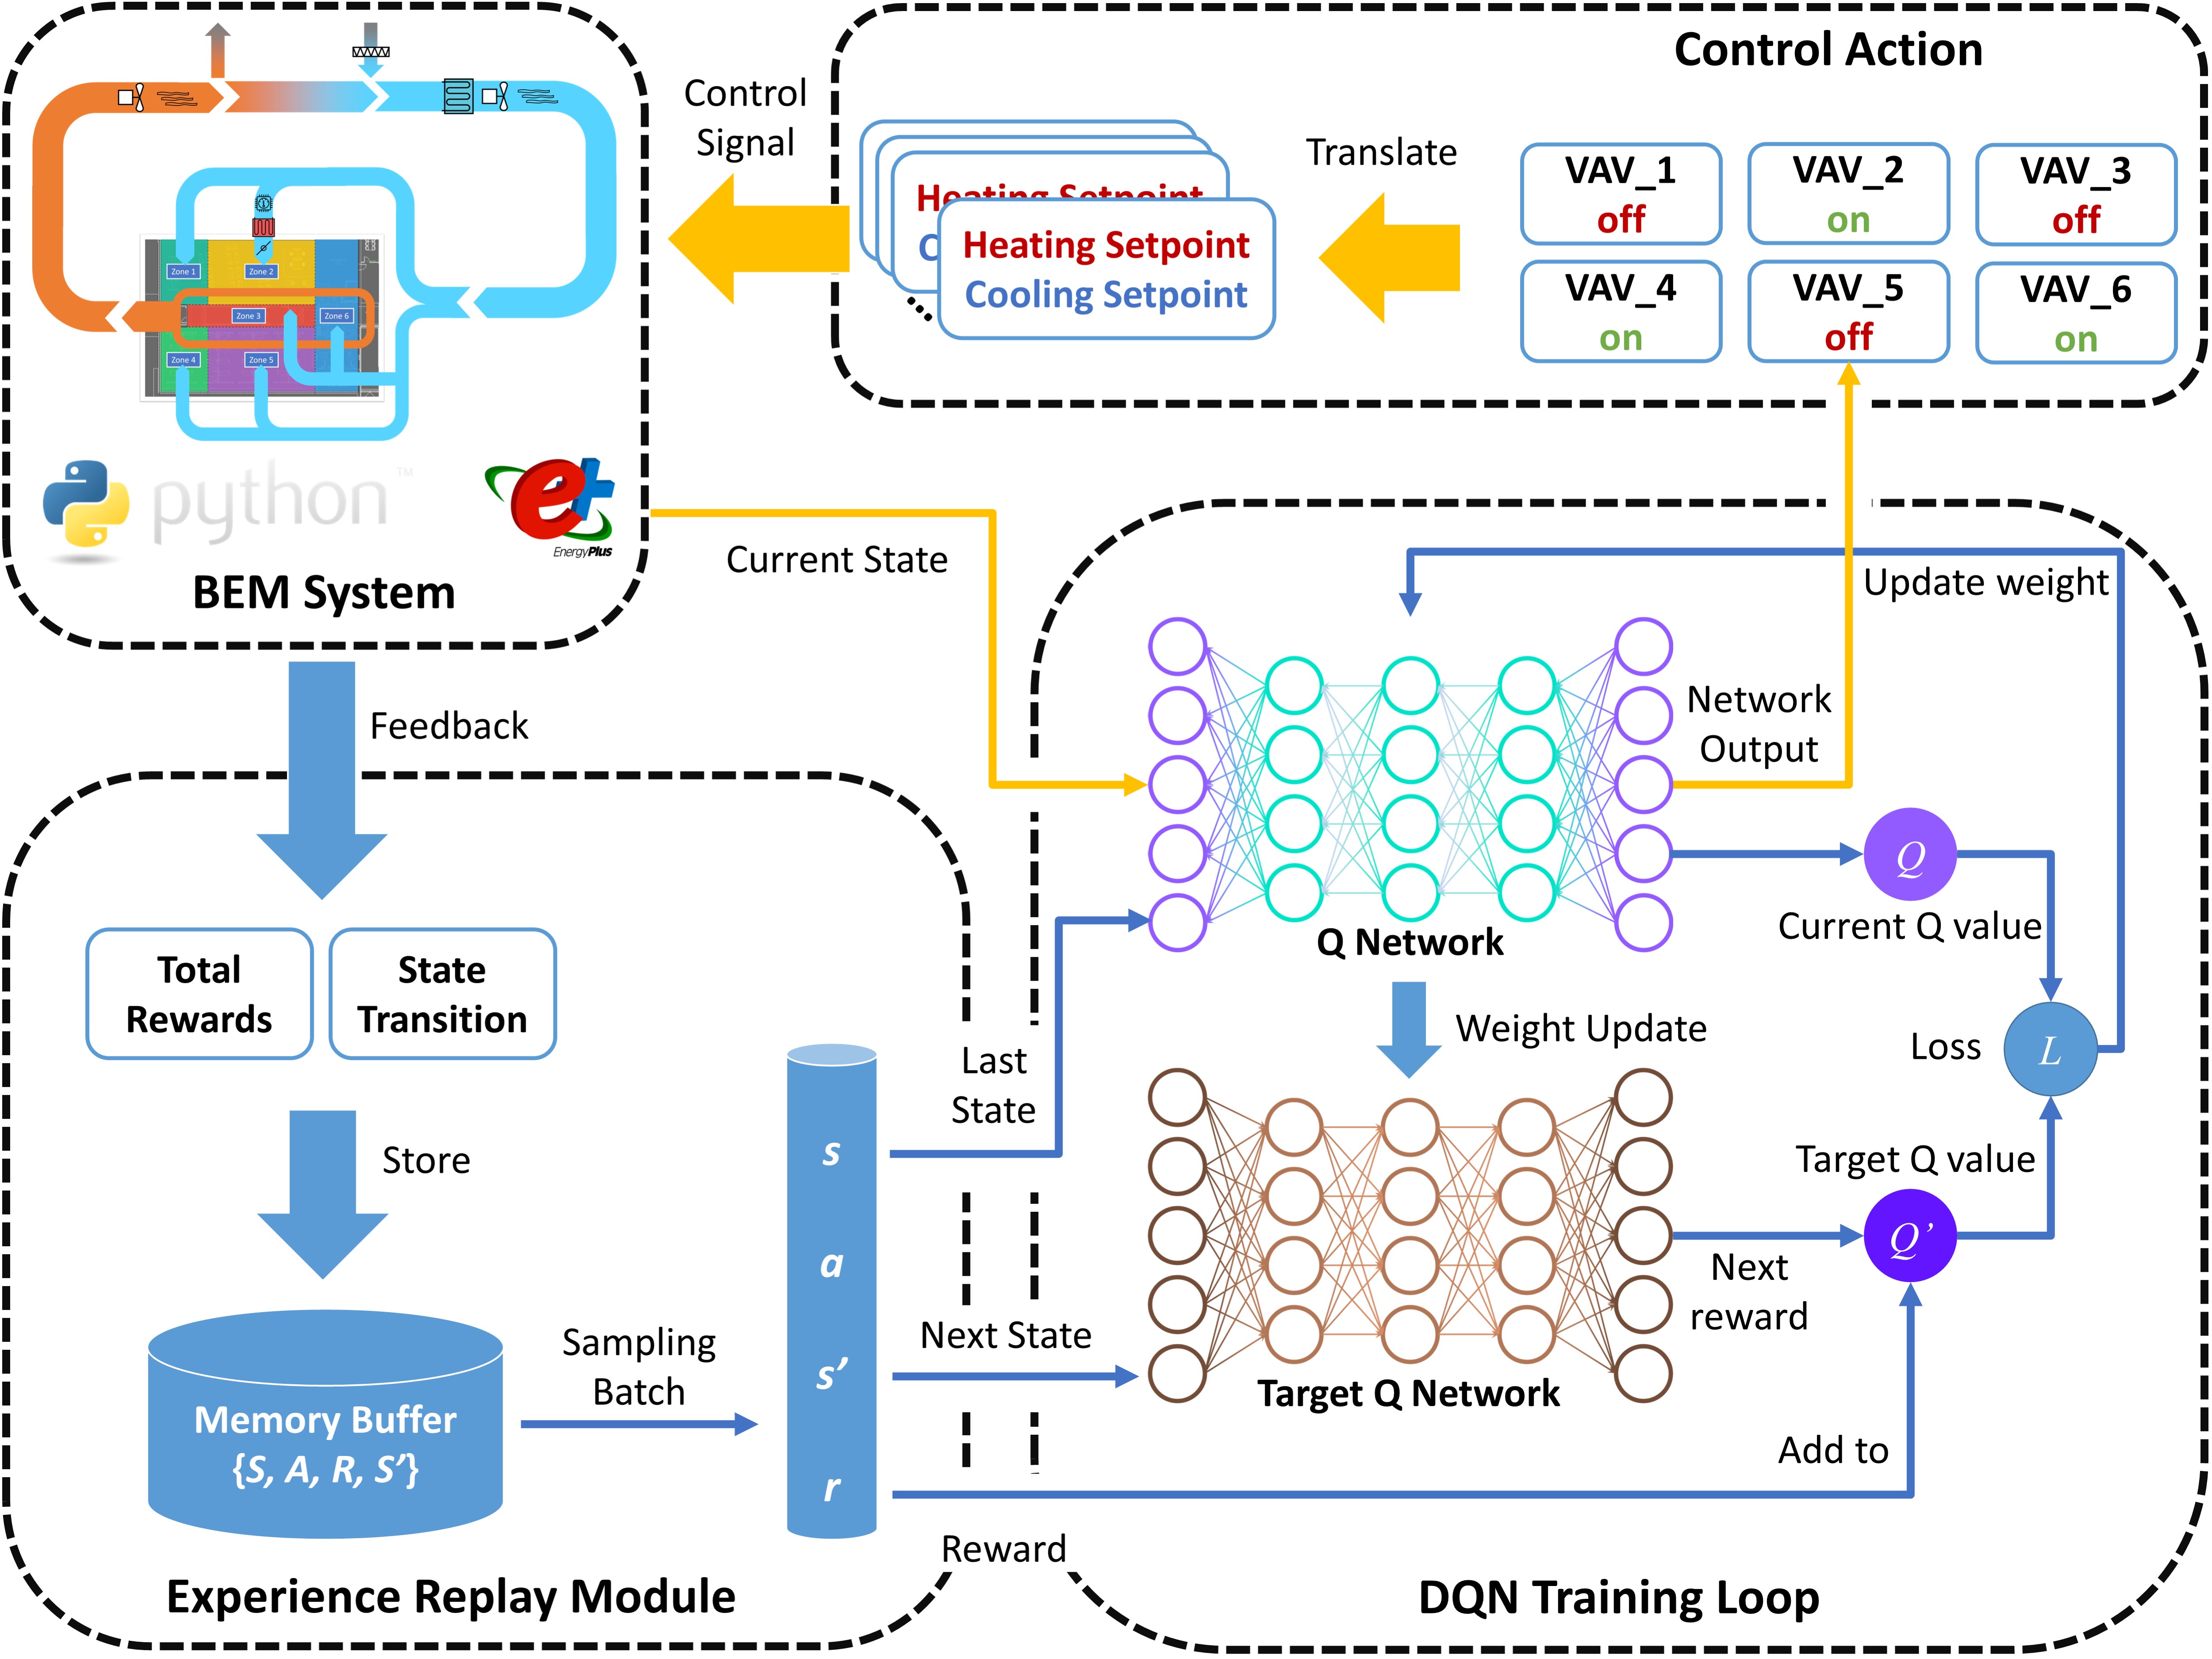 Control Action
Control
Signal
Translate
Heating Setpoint
C
Heating Setpoint
Cooling Setpoint
VAV_1
off
VAV_2
on
VAV_3
off
VAV_4
on
VAV_5
off
VAV_6
on
Zone 1
Zone 2
Zone 3
Zone 6
Zone 4
Zone 5
python
TM
e+
EnergyPlus
BEM System
Current State
Update weight
Feedback
Network
Output
Q
Current Q value
Q Network
Weight Update
Loss
L
Total
Rewards
State
Transition
Store
Last
State
s
a
s’
r
Target Q value
Q’
Next
reward
Next State
Target Q Network
Sampling
Batch
Memory Buffer
{S, A, R, S’}
Add to
Reward
Experience Replay Module
DQN Training Loop